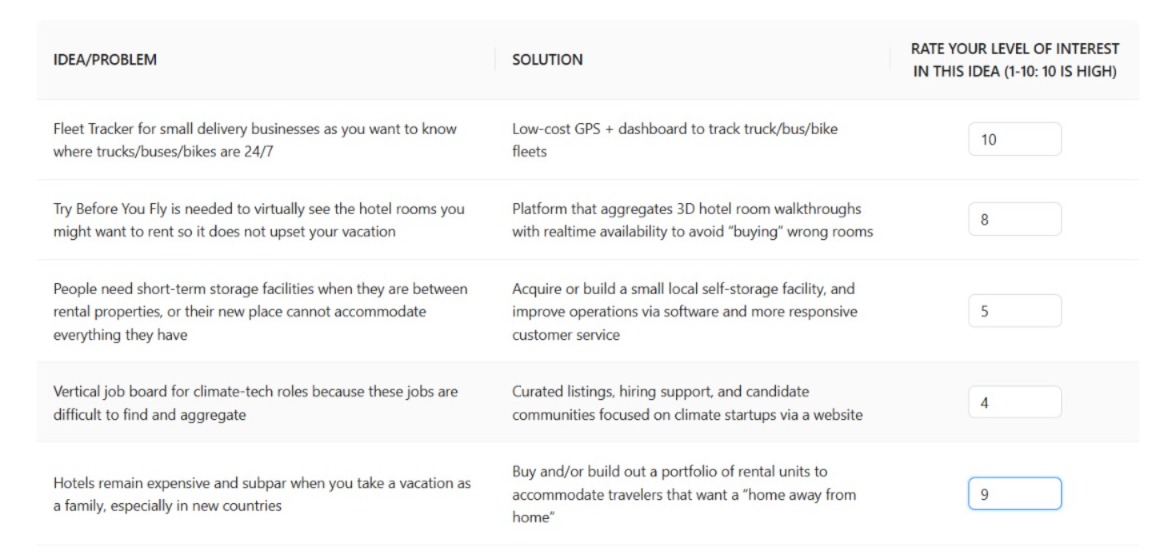 IDEA/PROBLEM
SOLUTION
RATE YOUR LEVEL OF INTEREST
IN THIS IDEA (1-10: 10 IS HIGH)
Fleet Tracker for small delivery businesses as you want to know
where trucks/buses/bikes are 24/7
Low-cost GPS + dashboard to track truck/bus/bike
fleets
10
Try Before You Fly is needed to virtually see the hotel rooms you
might want to rent so it does not upset your vacation
Platform that aggregates 3D hotel room walkthroughs
with realtime availability to avoid “buying” wrong rooms
8
People need short-term storage facilities when they are between
rental properties, or their new place cannot accommodate
everything they have
Acquire or build a small local self-storage facility, and
improve operations via software and more responsive
customer service
5
Vertical job board for climate-tech roles because these jobs are
difficult to find and aggregate
Curated listings, hiring support, and candidate
communities focused on climate startups via a website
4
Hotels remain expensive and subpar when you take a vacation as
a family, especially in new countries
Buy and/or build out a portfolio of rental units to
accommodate travelers that want a “home away from
home”
9